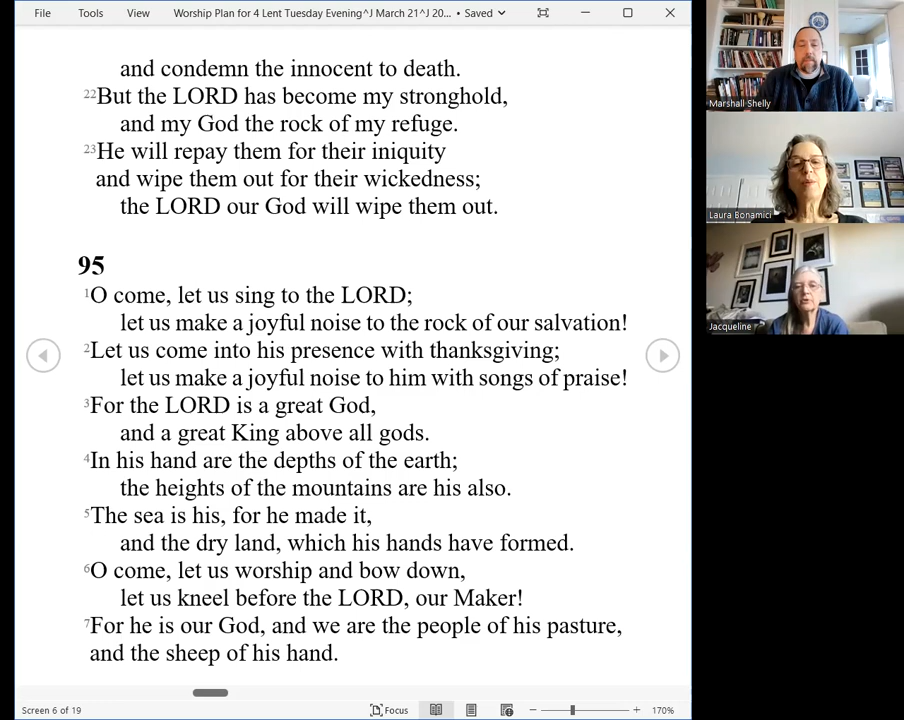 File Tools View Worship Plan for 4 Lent Tuesday Evening^J March 21^J 20... • Saved
and condemn the innocent to death.
22But the LORD has become my stronghold,
and my God the rock of my refuge.
23He will repay them for their iniquity
and wipe them out for their wickedness;
the LORD our God will wipe them out.
95
1O come, let us sing to the LORD;
let us make a joyful noise to the rock of our salvation!
2Let us come into his presence with thanksgiving;
let us make a joyful noise to him with songs of praise!
3For the LORD is a great God,
and a great King above all gods.
4In his hand are the depths of the earth;
the heights of the mountains are his also.
5The sea is his, for he made it,
and the dry land, which his hands have formed.
6O come, let us worship and bow down,
let us kneel before the LORD, our Maker!
7For he is our God, and we are the people of his pasture,
and the sheep of his hand.
Screen 6 of 19 Focus 170%
Marshall Shelly
Laura Bonamici
Jacqueline